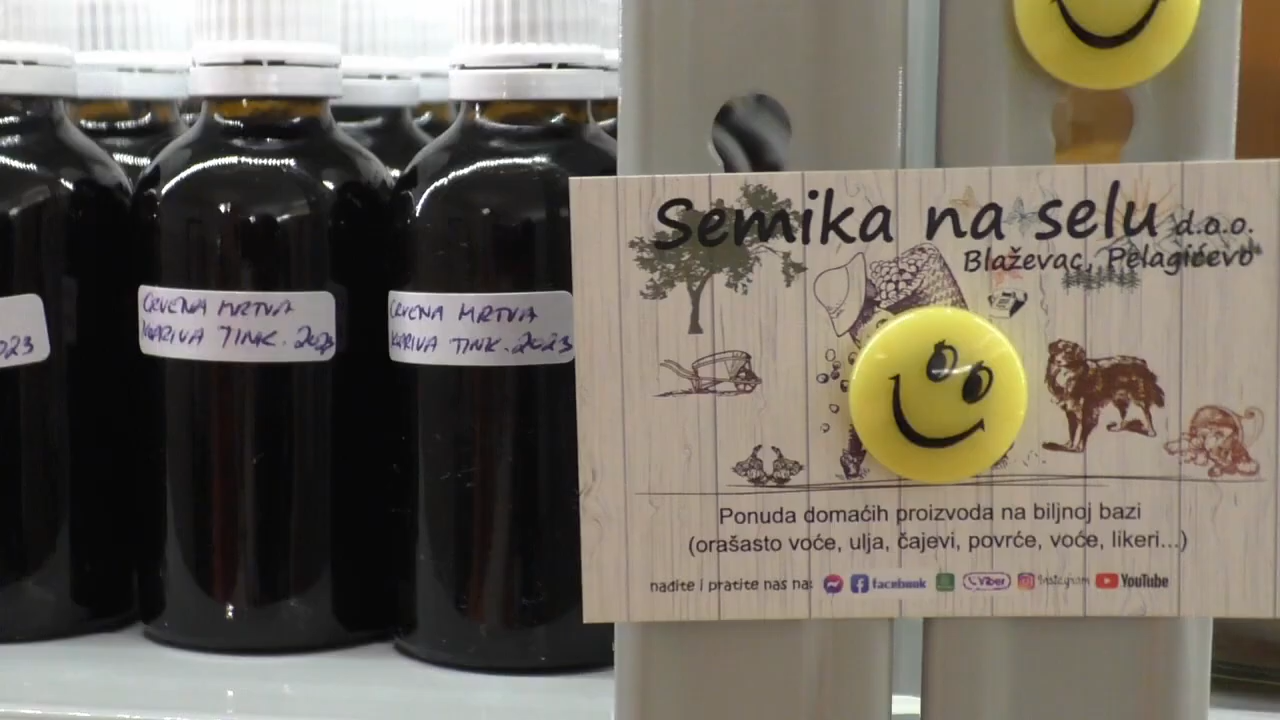 023
CRVENA MRTVA
KOPRIVA TINK. 2023
CRVENA MRTVA
KOPRIVA TINK. 2023
Semika na selu d.o.o.
Blaževac, Pelagićevo
Ponuda domaćih proizvoda na biljnoj bazi
(orašasto voće, ulja, čajevi, povrće, voće, likeri...)
nađite i pratite nas na: facebook Viber Instagram YouTube